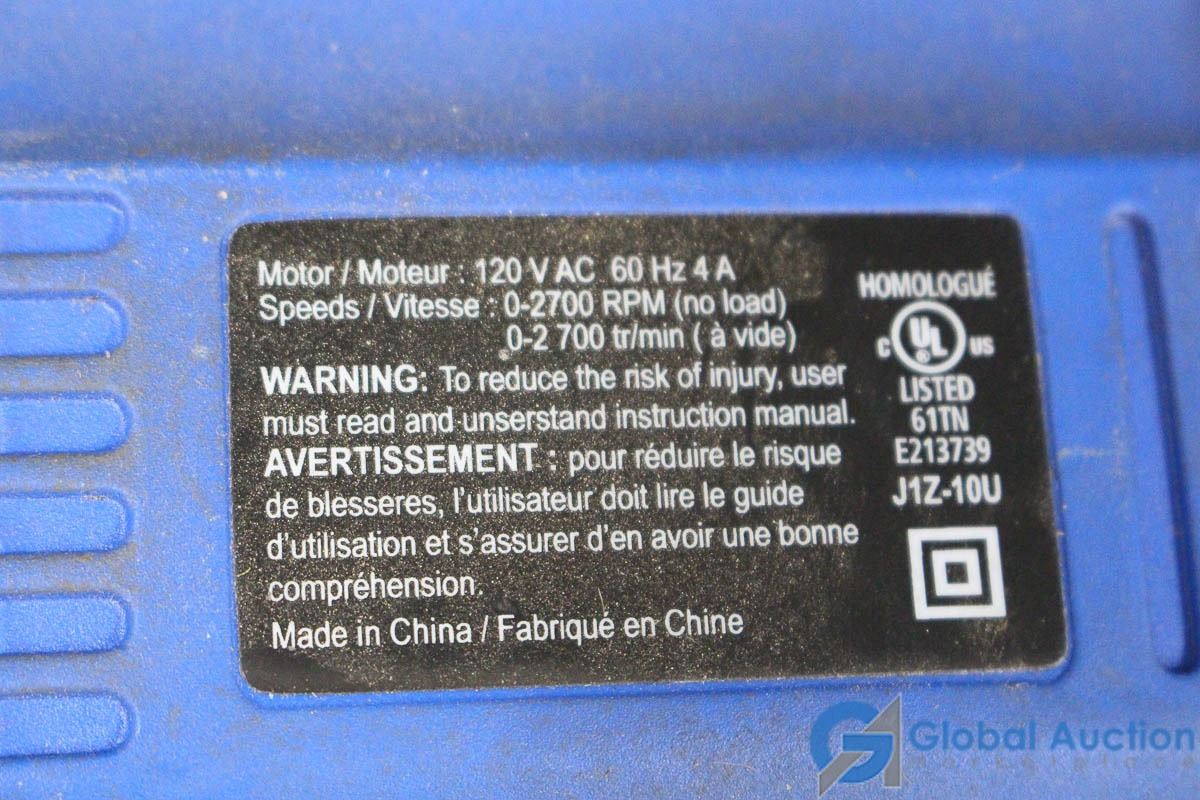 Motor / Moteur : 120 V AC 60 Hz 4 A
Speeds / Vitesse : 0-2700 RPM (no load)
0-2 700 tr/min ( à vide)
WARNING: To reduce the risk of injury, user
must read and unserstand instruction manual.
AVERTISSEMENT : pour réduire le risque
de blesseres, l'utilisateur doit lire le guide
d'utilisation et s'assurer d'en avoir une bonne
compréhension.
Made in China / Fabriqué en Chine
HOMOLOGUÉ
C UL ® US
LISTED
61TN
E213739
J1Z-10U
Global Auction
Marketplace